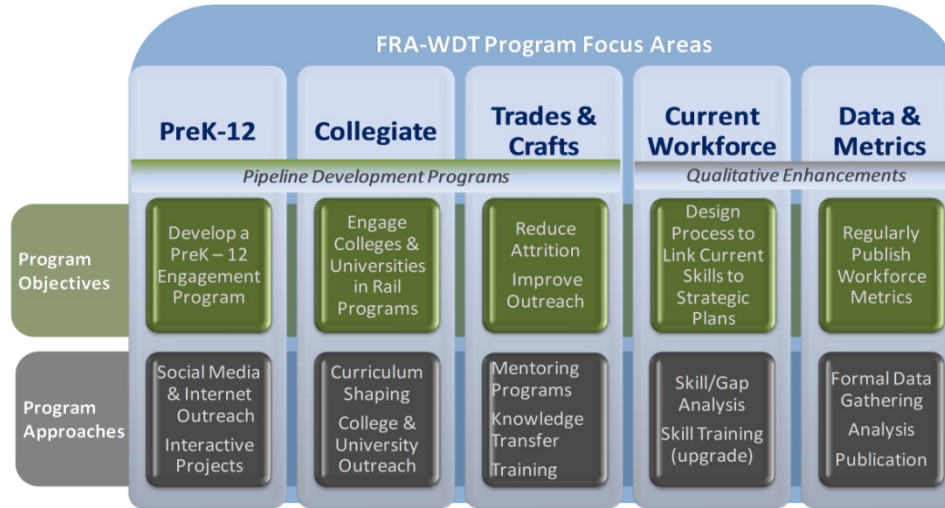 FRA-WDT Program Focus Areas
PreK-12
Collegiate
Trades &
Crafts
Current
Workforce
Data &
Metrics
Pipeline Development Programs
Qualitative Enhancements
Program
Objectives
Develop a
PreK – 12
Engagement
Program
Engage
Colleges &
Universities
in Rail
Programs
Reduce
Attrition
Improve
Outreach
Design
Process to
Link Current
Skills to
Strategic
Plans
Regularly
Publish
Workforce
Metrics
Program
Approaches
Social Media
& Internet
Outreach
Interactive
Projects
Curriculum
Shaping
College &
University
Outreach
Mentoring
Programs
Knowledge
Transfer
Training
Skill/Gap
Analysis
Skill Training
(upgrade)
Formal Data
Gathering
Analysis
Publication